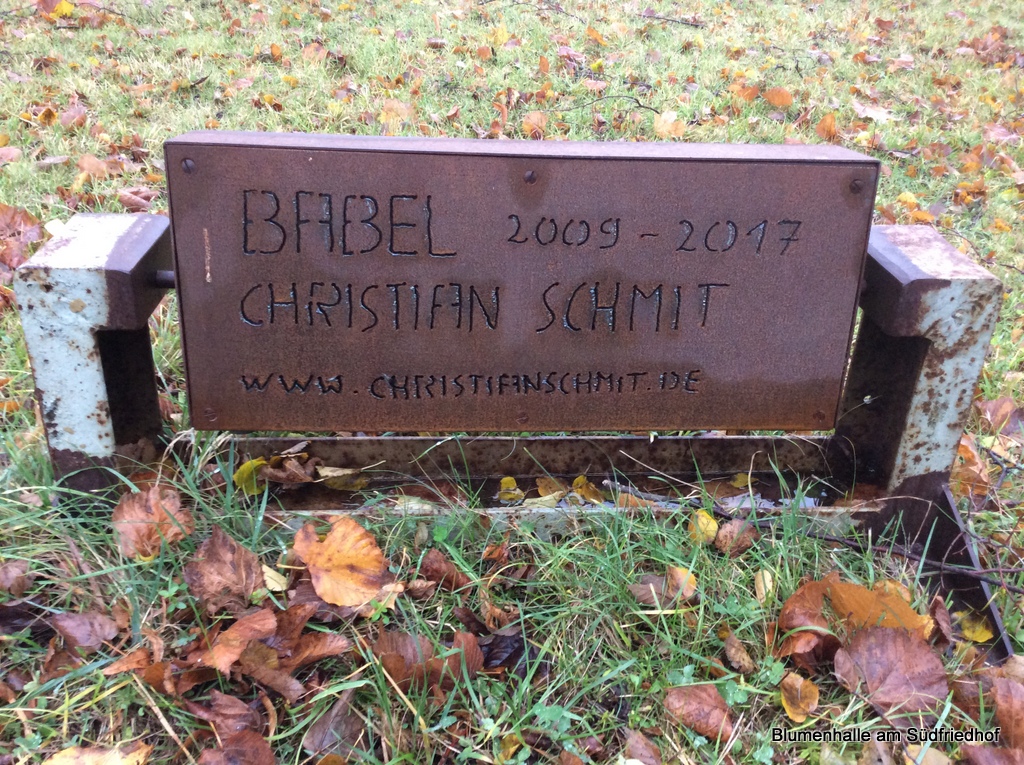 BABEL 2009 - 2017
CHRISTIAN SCHMIT
WWW.CHRISTIANSCHMIT.DE
Blumenhalle am Südfriedhof